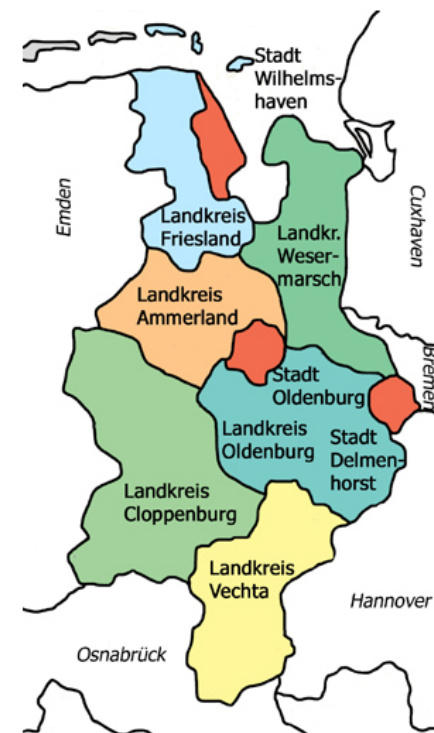 Stadt
Wilhelms-
haven
Emden
Cuxhaven
Landkreis
Friesland
Landkr.
Weser-
marsch
Landkreis
Ammerland
Bremen
Stadt
Oldenburg
Landkreis
Oldenburg
Stadt
Delmen-
horst
Landkreis
Cloppenburg
Landkreis
Vechta
Hannover
Osnabrück